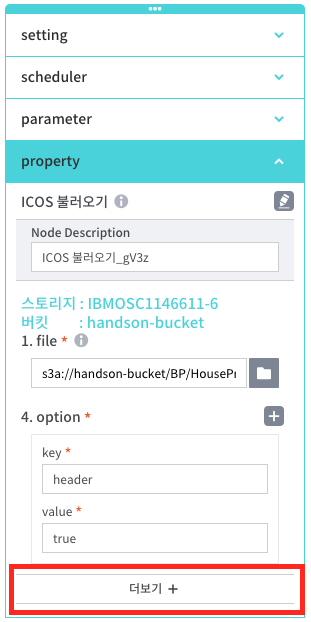 setting
scheduler
parameter
property
ICOS 불러오기
Node Description
ICOS 불러오기_gV3z
스토리지 : IBMOSC1146611-6
버킷 : handson-bucket
1. file *
s3a://handson-bucket/BP/HousePr
4. option *
key *
header
value *
true
더보기 +